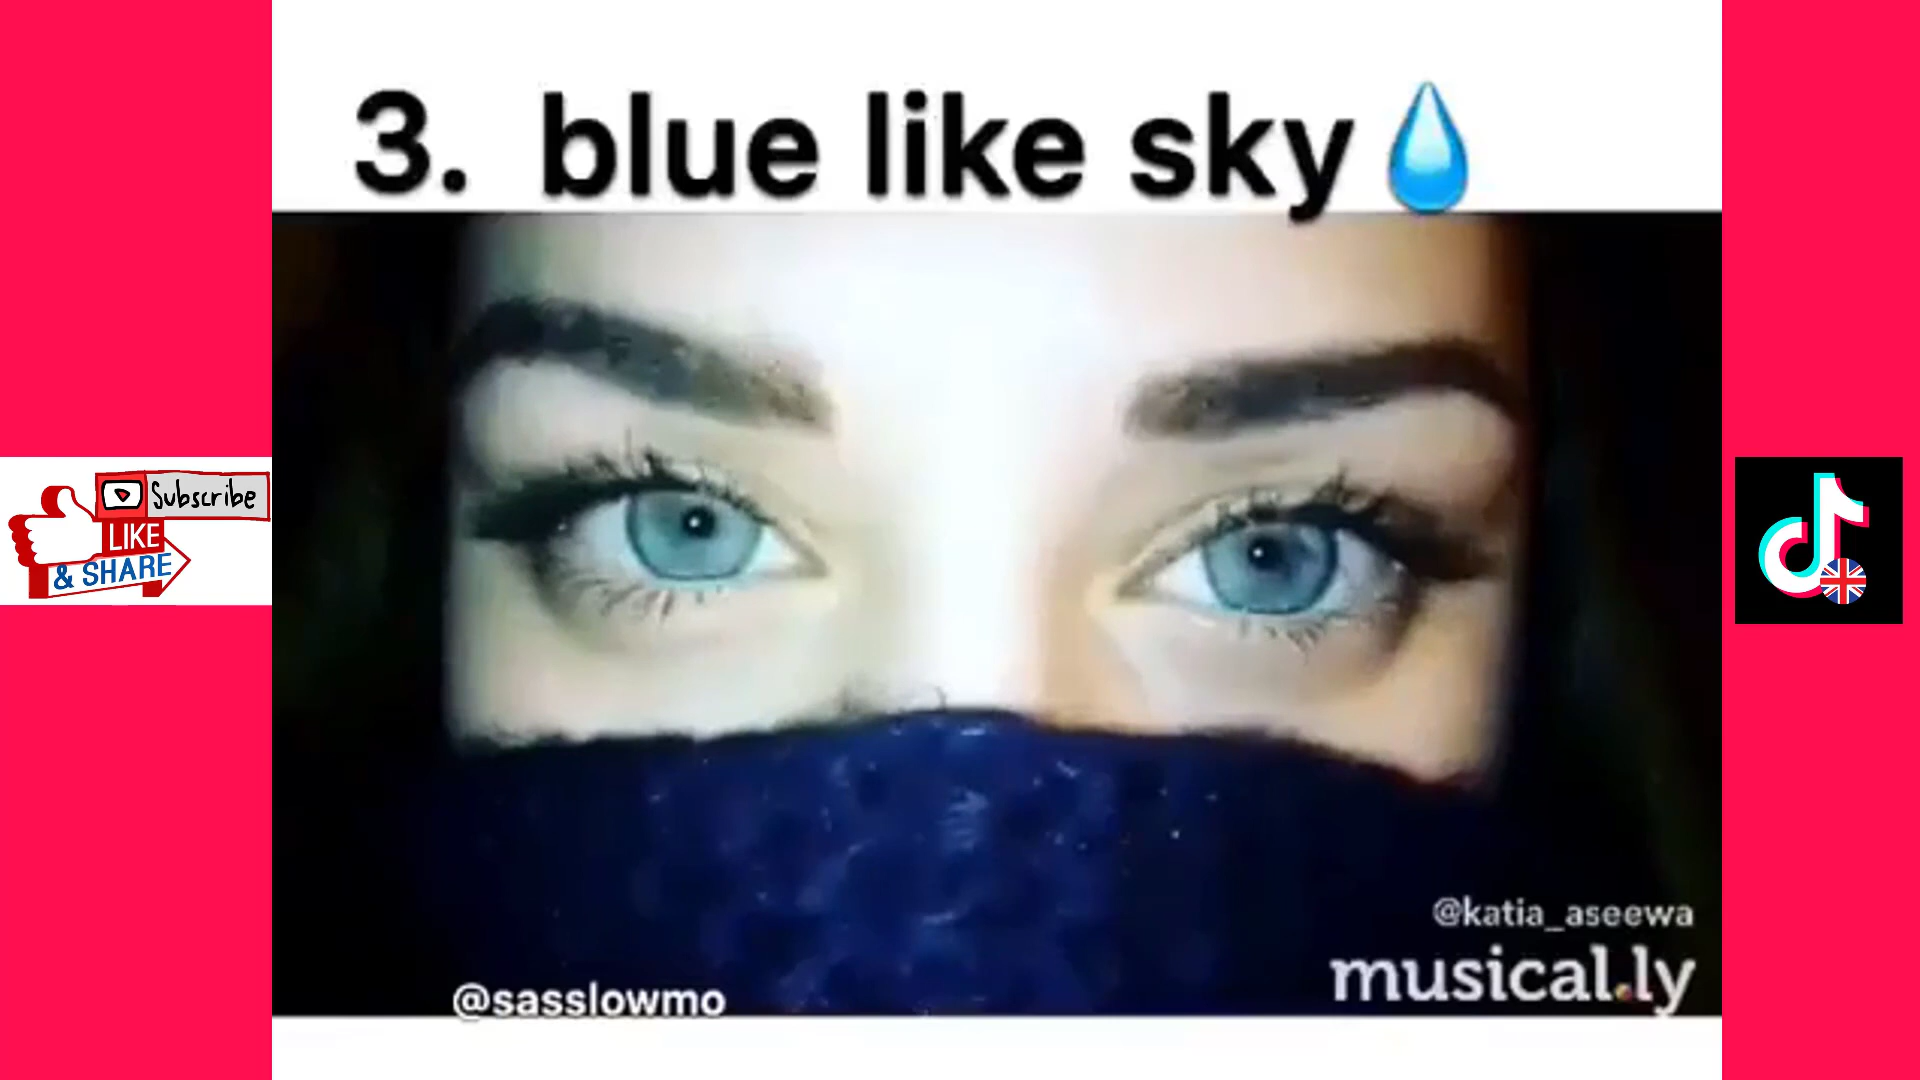 3. blue like sky💧
Subscribe
LIKE
& SHARE
@katia_aseewa
musical.ly
@sasslowmo